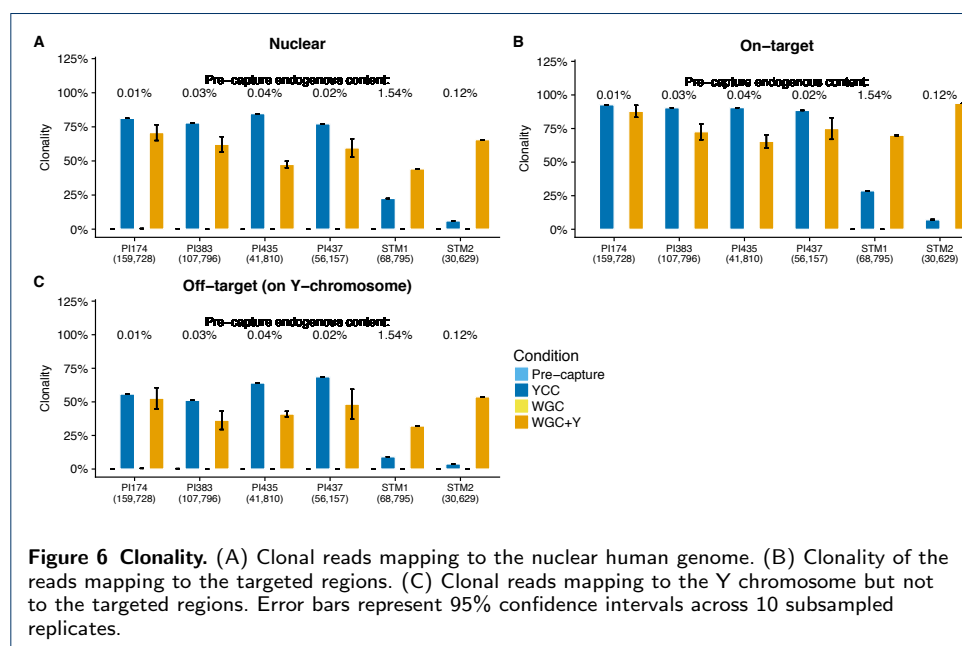 A
Nuclear
125%
Pre−capture endogenous content:
100%
0.01% 0.03% 0.04% 0.02% 1.54% 0.12%
75%
50%
25%
0%
Clonality
PI174 PI383 PI435 PI437 STM1 STM2
(159,728) (107,796) (41,810) (56,157) (68,795) (30,629)
B
On−target
125%
Pre−capture endogenous content:
100%
0.01% 0.03% 0.04% 0.02% 1.54% 0.12%
75%
50%
25%
0%
Clonality
PI174 PI383 PI435 PI437 STM1 STM2
(159,728) (107,796) (41,810) (56,157) (68,795) (30,629)
C
Off−target (on Y−chromosome)
125%
Pre−capture endogenous content:
100%
0.01% 0.03% 0.04% 0.02% 1.54% 0.12%
75%
50%
25%
0%
Clonality
PI174 PI383 PI435 PI437 STM1 STM2
(159,728) (107,796) (41,810) (56,157) (68,795) (30,629)
Condition
Pre−capture
YCC
WGC
WGC+Y
Figure 6 Clonality. (A) Clonal reads mapping to the nuclear human genome. (B) Clonality of the
reads mapping to the targeted regions. (C) Clonal reads mapping to the Y chromosome but not
to the targeted regions. Error bars represent 95% confidence intervals across 10 subsampled
replicates.